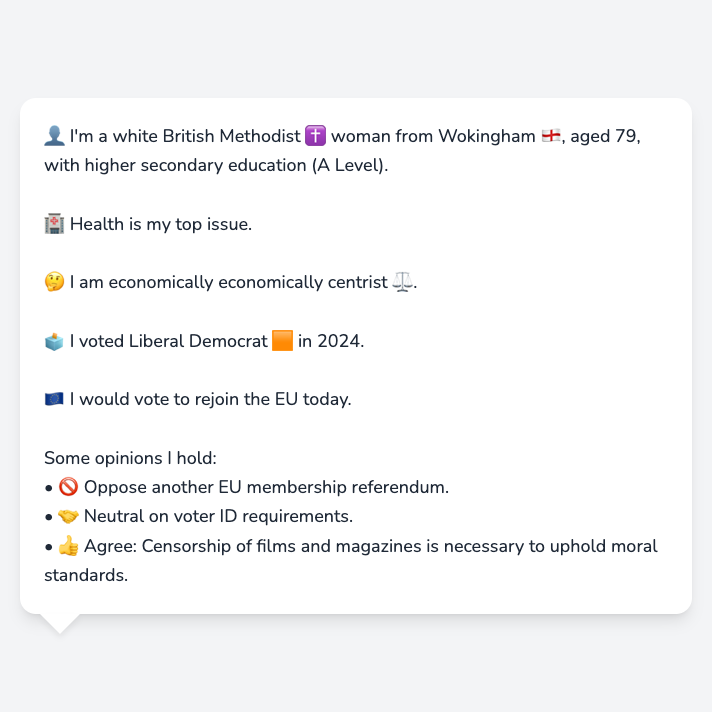 👤 I'm a white British Methodist ✝️ woman from Wokingham 🏴󠁧󠁢󠁥󠁮󠁧󠁿, aged 79,
with higher secondary education (A Level).
🏥 Health is my top issue.
🤔 I am economically economically centrist ⚖️.
🗳️ I voted Liberal Democrat 🟧 in 2024.
🇪🇺 I would vote to rejoin the EU today.
Some opinions I hold:
• 🚫 Oppose another EU membership referendum.
• 🤝 Neutral on voter ID requirements.
• 👍 Agree: Censorship of films and magazines is necessary to uphold moral
standards.